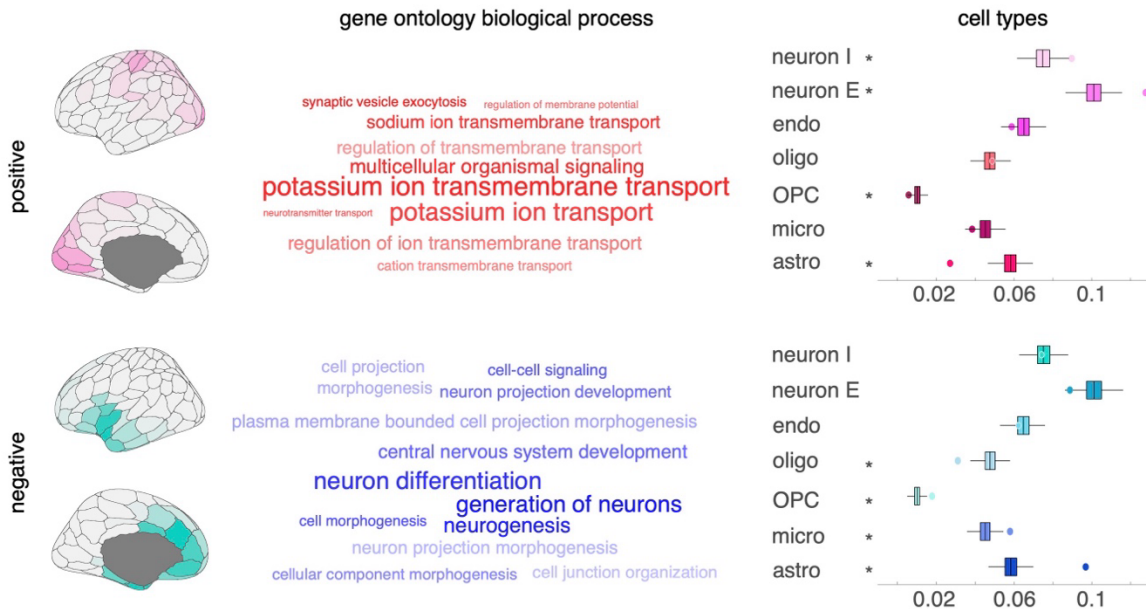 gene ontology biological process
cell types
positive
synaptic vesicle exocytosis
regulation of membrane potential
sodium ion transmembrane transport
regulation of transmembrane transport
multicellular organismal signaling
potassium ion transmembrane transport
neurotransmitter transport
potassium ion transport
regulation of ion transmembrane transport
cation transmembrane transport
neuron I *
neuron E *
endo
oligo
OPC *
micro
astro *
0.02 0.06 0.1
negative
cell projection
morphogenesis
cell-cell signaling
neuron projection development
plasma membrane bounded cell projection morphogenesis
central nervous system development
neuron differentiation
generation of neurons
cell morphogenesis
neurogenesis
neuron projection morphogenesis
cellular component morphogenesis
cell junction organization
neuron I
neuron E
endo
oligo *
OPC *
micro *
astro *
0.02 0.06 0.1